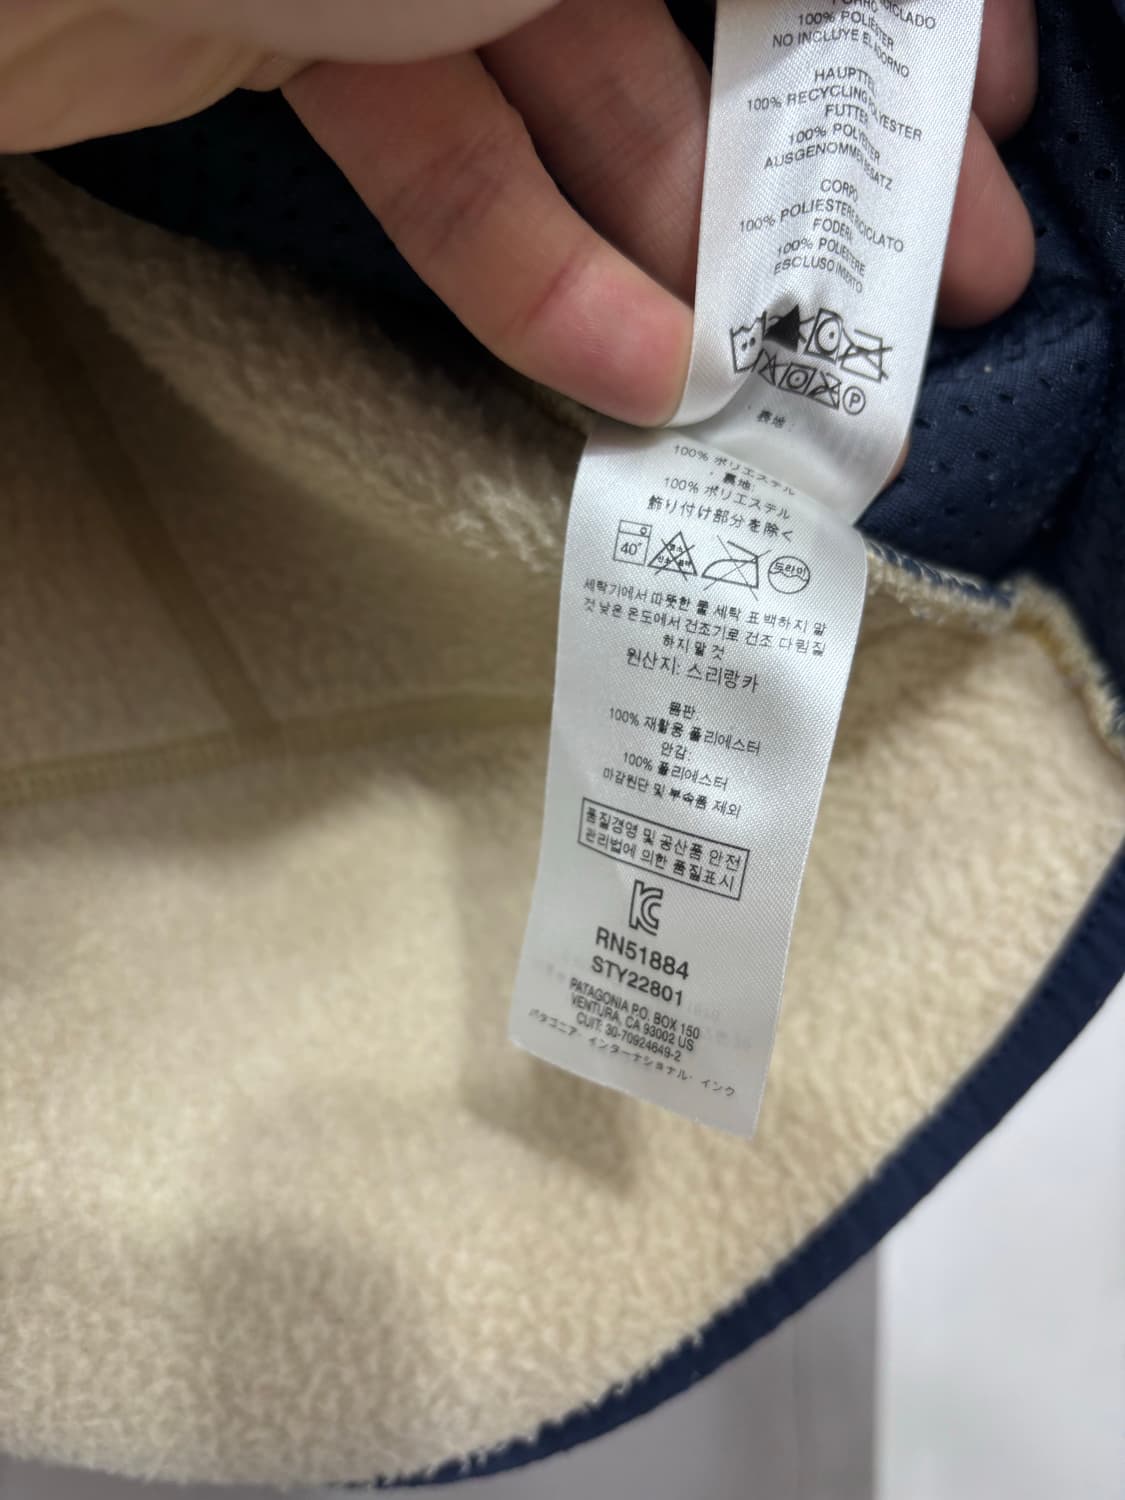 FORRO RECICLADO
100% POLIÉSTER
NO INCLUYE EL ADORNO
HAUPTTEIL
100% RECYCLING POLYESTER
FUTTER
100% POLYESTER
AUSGENOMMEN BESATZ
CORPO
100% POLIESTERE RICICLATO
FODERA
100% POLIESTERE
ESCLUSO INSERTO
P
表地:
100% ポリエステル
裏地:
100% ポリエステル
飾り付け部分を除く
40° 드라이
세탁기에서 따뜻한 물 세탁 표백하지 말
것 낮은 온도에서 건조기로 건조 다림질
하지 말 것
원산지: 스리랑카
몸판:
100% 재활용 폴리에스터
안감:
100% 폴리에스터
마감원단 및 부속품 제외
품질경영 및 공산품 안전
관리법에 의한 품질표시
RN51884
STY22801
PATAGONIA P.O. BOX 150
VENTURA, CA 93002 US
CUIT: 30-70924649-2
パタゴニア・インターナショナル・インク